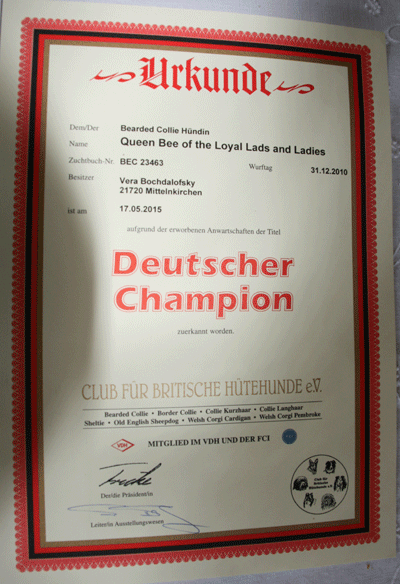 Urkunde
Dem/Der Bearded Collie Hündin
Name Queen Bee of the Loyal Lads and Ladies
Zuchtbuch-Nr. BEC 23463 Wurftag 31.12.2010
Besitzer Vera Bochdalofsky
21720 Mittelnkirchen
ist am 17.05.2015
aufgrund der erworbenen Anwartschaften der Titel
Deutscher
Champion
zuerkannt worden.
CLUB FÜR BRITISCHE HÜTEHUNDE e.V.
Bearded Collie • Border Collie • Collie Kurzhaar • Collie Langhaar
Sheltie • Old English Sheepdog • Welsh Corgi Cardigan • Welsh Corgi Pembroke
VDH MITGLIED IM VDH UND DER FCI
Club für
Britische
Hütehunde e.V.
Der/die Präsident/in
Leiter/in Ausstellungswesen